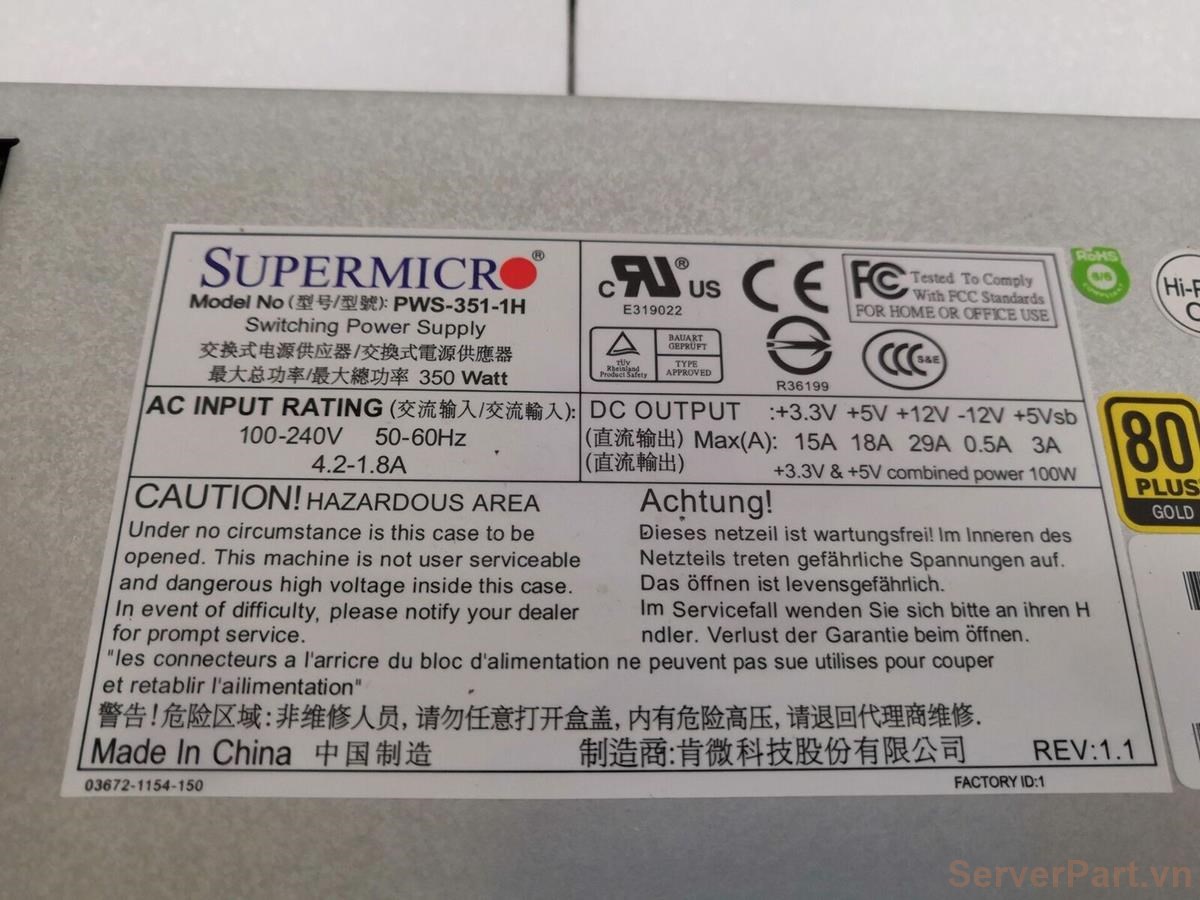 SUPERMICRO®
Model No (型号/型號): PWS-351-1H
Switching Power Supply
交换式电源供应器/交換式電源供應器
最大总功率/最大總功率 350 Watt
C RU® US
E319022
CE
FC Tested To Comply
With FCC Standards
FOR HOME OR OFFICE USE
TÜV
Rheinland
Product Safety
BAUART
GEPRÜFT
TYPE
APPROVED
R36199
CCC S&E
RoHS
6/6
COMPLIANT
80
PLUS
GOLD
AC INPUT RATING (交流输入/交流輸入):
100-240V 50-60Hz
4.2-1.8A
DC OUTPUT :+3.3V +5V +12V -12V +5Vsb
(直流输出) Max(A): 15A 18A 29A 0.5A 3A
(直流輸出) +3.3V & +5V combined power 100W
CAUTION! HAZARDOUS AREA
Under no circumstance is this case to be
opened. This machine is not user serviceable
and dangerous high voltage inside this case.
In event of difficulty, please notify your dealer
for prompt service.
Achtung!
Dieses netzeil ist wartungsfrei! Im Inneren des
Netzteils treten gefährliche Spannungen auf.
Das öffnen ist levensgefährlich.
Im Servicefall wenden Sie sich bitte an ihren H
ndler. Verlust der Garantie beim öffnen.
"les connecteurs a l'arricre du bloc d'alimentation ne peuvent pas sue utilises pour couper
et retablir l'ailimentation"
警告!危险区域:非维修人员,请勿任意打开盒盖,内有危险高压,请退回代理商维修.
Made In China 中国制造
制造商:肯微科技股份有限公司 REV:1.1
03672-1154-150
FACTORY ID:1
ServerPart.vn